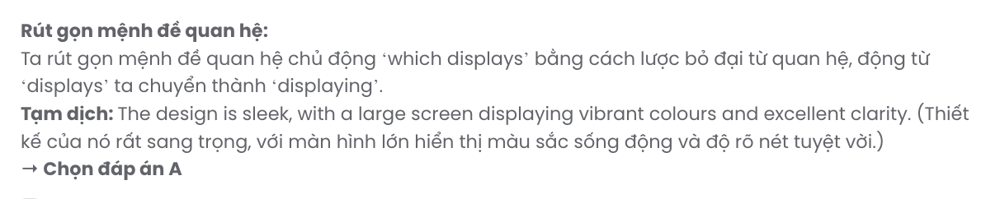 Rút gọn mệnh đề quan hệ:
Ta rút gọn mệnh đề quan hệ chủ động ‘which displays’ bằng cách lược bỏ đại từ quan hệ, động từ
‘displays’ ta chuyển thành ‘displaying’.
Tạm dịch: The design is sleek, with a large screen displaying vibrant colours and excellent clarity. (Thiết
kế của nó rất sang trọng, với màn hình lớn hiển thị màu sắc sống động và độ rõ nét tuyệt vời.)
→ Chọn đáp án A